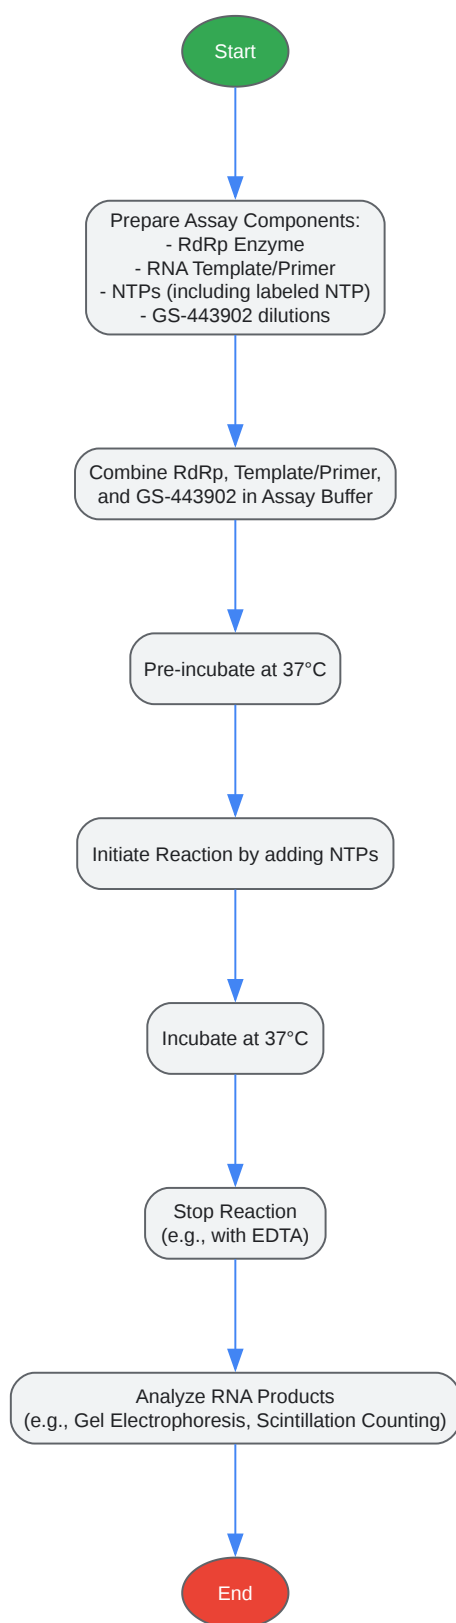 Start
Prepare Assay Components:
- RdRp Enzyme
- RNA Template/Primer
- NTPs (including labeled NTP)
- GS-443902 dilutions
Combine RdRp, Template/Primer,
and GS-443902 in Assay Buffer
Pre-incubate at 37°C
Initiate Reaction by adding NTPs
Incubate at 37°C
Stop Reaction
(e.g., with EDTA)
Analyze RNA Products
(e.g., Gel Electrophoresis, Scintillation Counting)
End